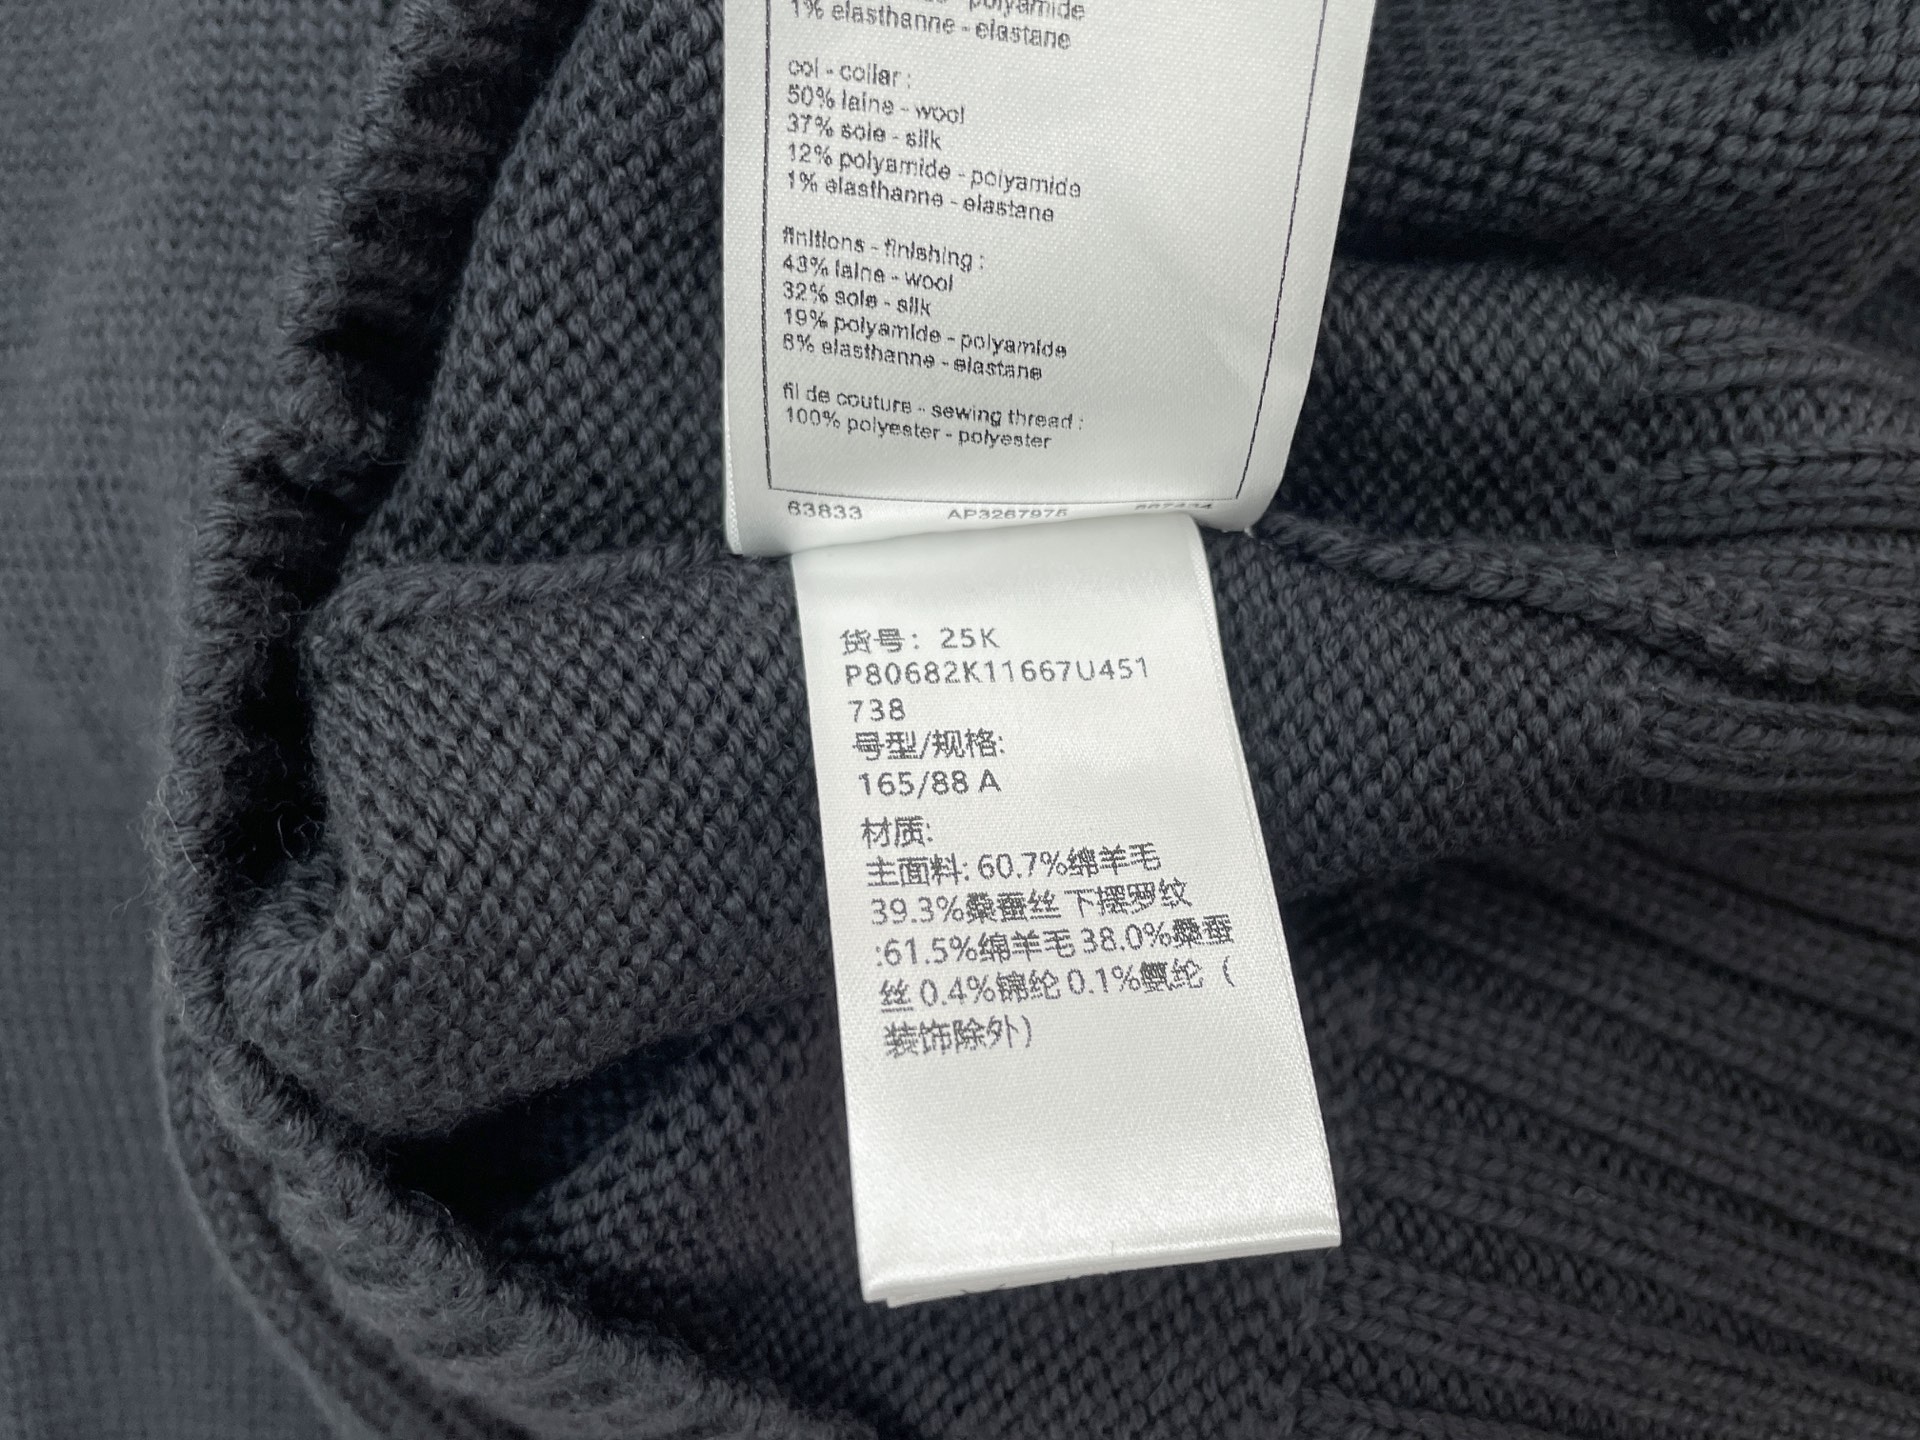 polyamide
1% elasthanne - elastane
col - collar :
50% laine - wool
37% soie - silk
12% polyamide - polyamide
1% elasthanne - elastane
finitions - finishing :
43% laine - wool
32% soie - silk
19% polyamide - polyamide
6% elasthanne - elastane
fil de couture - sewing thread :
100% polyester - polyester
63833 AP3267975
货号: 25K
P80682K11667U451
738
号型/规格:
165/88 A
材质:
主面料: 60.7%绵羊毛
39.3%桑蚕丝 下摆罗纹
:61.5%绵羊毛 38.0%桑蚕
丝 0.4%锦纶 0.1%氨纶（
装饰除外）